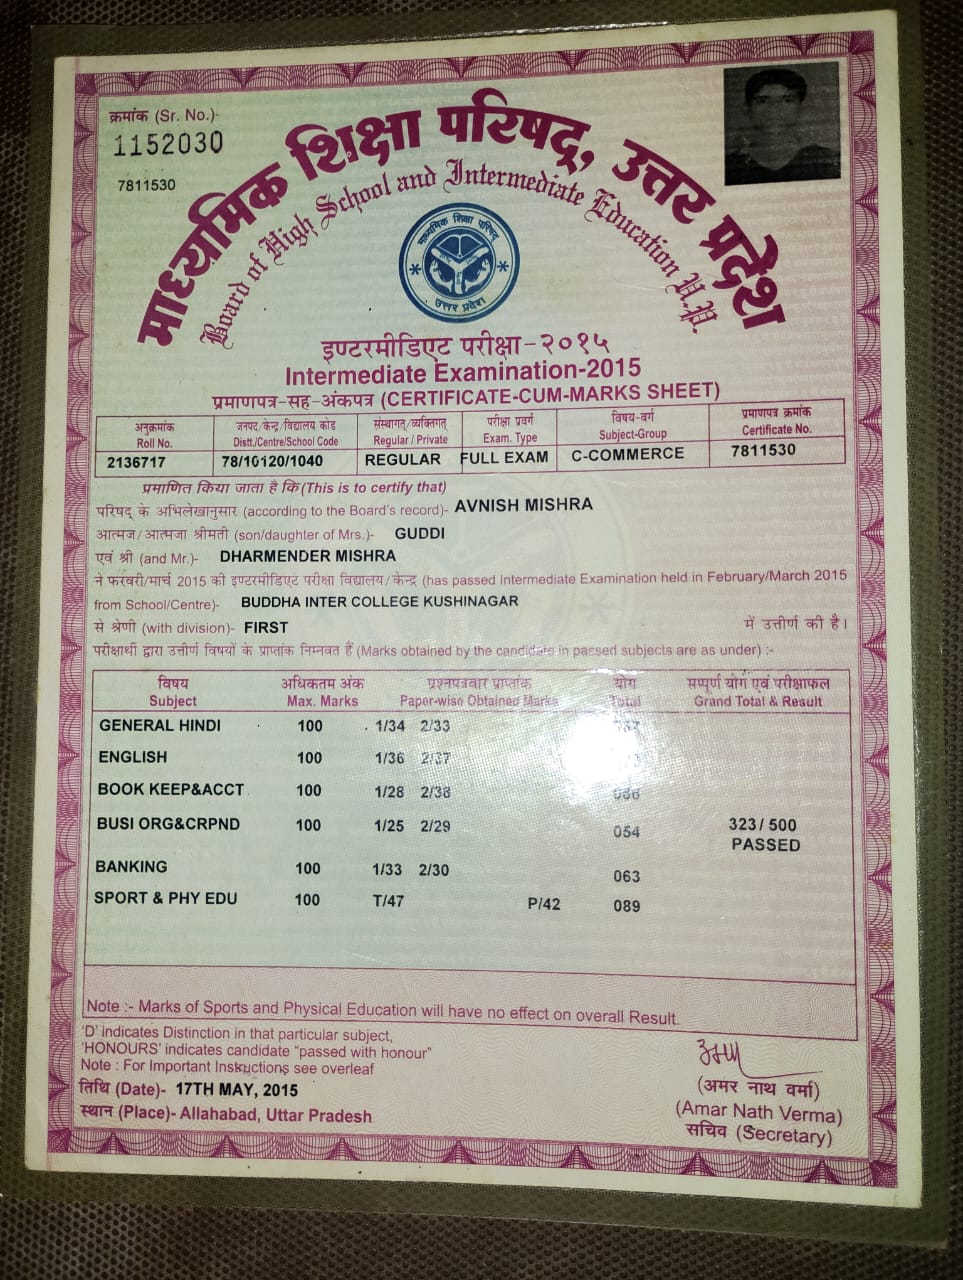 क्रमांक (Sr. No.)-
1152030
7811530
माध्यमिक शिक्षा परिषद्, उत्तर प्रदेश
Board of High School and Intermediate Education U.P.
माध्यमिक शिक्षा परिषद
उत्तर प्रदेश
इण्टरमीडिएट परीक्षा-२०१५
Intermediate Examination-2015
प्रमाणपत्र-सह-अंकपत्र (CERTIFICATE-CUM-MARKS SHEET)
अनुक्रमांक जनपद/केन्द्र/विद्यालय कोड संस्थागत्/व्यक्तिगत् परीक्षा प्रवर्ग विषय-वर्ग प्रमाणपत्र क्रमांक
Roll No. Distt./Centre/School Code Regular / Private Exam. Type Subject-Group Certificate No.
2136717 78/10120/1040 REGULAR FULL EXAM C-COMMERCE 7811530
प्रमाणित किया जाता है कि (This is to certify that)
परिषद् के अभिलेखानुसार (according to the Board's record)- AVNISH MISHRA
आत्मज/आत्मजा श्रीमती (son/daughter of Mrs.)- GUDDI
एवं श्री (and Mr.)- DHARMENDER MISHRA
ने फरवरी/मार्च 2015 की इण्टरमीडिएट परीक्षा विद्यालय/केन्द्र (has passed Intermediate Examination held in February/March 2015
from School/Centre)- BUDDHA INTER COLLEGE KUSHINAGAR
से श्रेणी (with division)- FIRST में उत्तीर्ण की है।
परीक्षार्थी द्वारा उत्तीर्ण विषयों के प्राप्तांक निम्नवत हैं (Marks obtained by the candidate in passed subjects are as under) :-
विषय अधिकतम अंक प्रश्नपत्रवार प्राप्तांक योग सम्पूर्ण योग एवं परीक्षाफल
Subject Max. Marks Paper-wise Obtained Marks Total Grand Total & Result
GENERAL HINDI 100 1/34 2/33
ENGLISH 100 1/36 2/37
BOOK KEEP&ACCT 100 1/28 2/38 066
BUSI ORG&CRPND 100 1/25 2/29 054 323/500
PASSED
BANKING 100 1/33 2/30 063
SPORT & PHY EDU 100 T/47 P/42 089
Note :- Marks of Sports and Physical Education will have no effect on overall Result.
'D' indicates Distinction in that particular subject,
'HONOURS' indicates candidate "passed with honour"
Note : For Important Instructions see overleaf
तिथि (Date)- 17TH MAY, 2015
स्थान (Place)- Allahabad, Uttar Pradesh
(अमर नाथ वर्मा)
(Amar Nath Verma)
सचिव (Secretary)